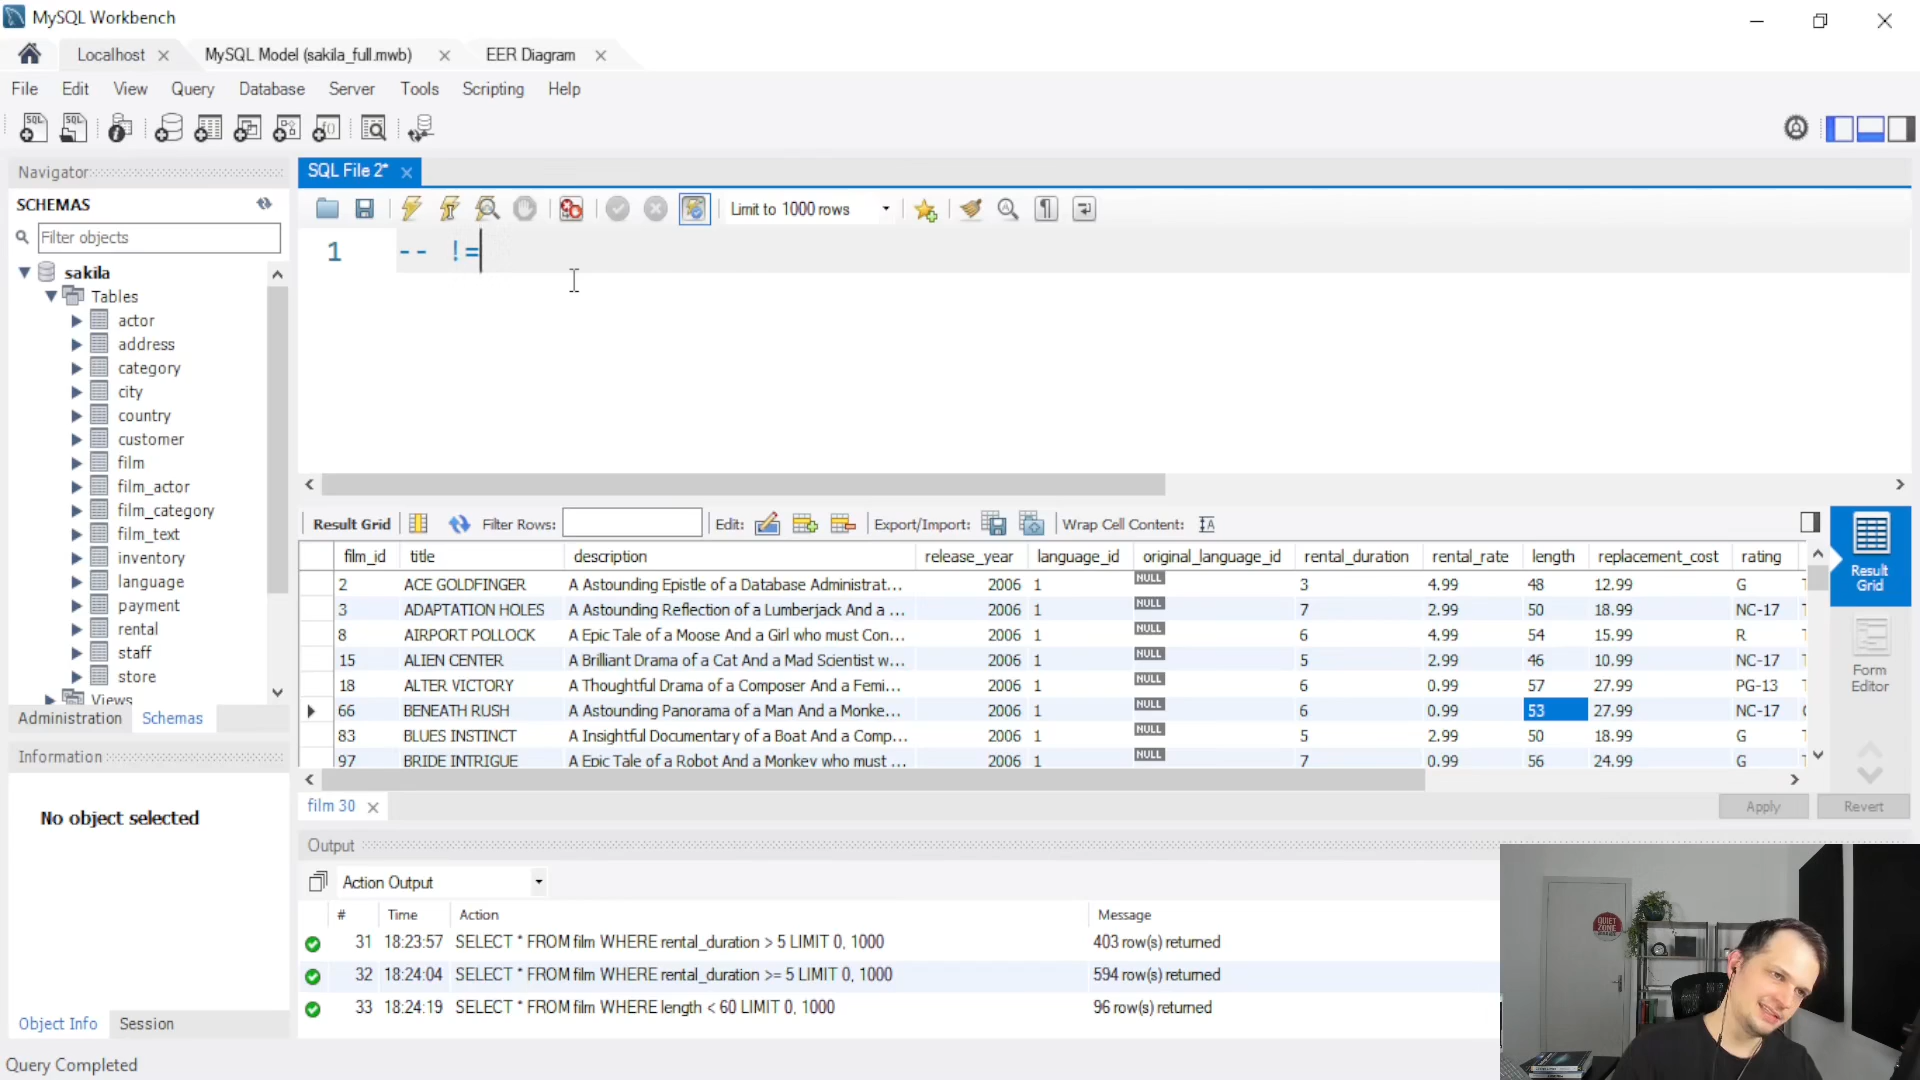 MySQL Workbench
Localhost
MySQL Model (sakila_full.mwb)
EER Diagram
File Edit View Query Database Server Tools Scripting Help
Navigator
SCHEMAS
Filter objects
sakila
Tables
actor
address
category
city
country
customer
film
film_actor
film_category
film_text
inventory
language
payment
rental
staff
store
Views
Administration Schemas
Information
No object selected
Object Info Session
Query Completed
SQL File 2*
Limit to 1000 rows
1 -- !=
Result Grid Filter Rows: Edit: Export/Import: Wrap Cell Content:
film_id title description release_year language_id original_language_id rental_duration rental_rate length replacement_cost rating
2 ACE GOLDFINGER A Astounding Epistle of a Database Administrat... 2006 1 NULL 3 4.99 48 12.99 G
3 ADAPTATION HOLES A Astounding Reflection of a Lumberjack And a ... 2006 1 NULL 7 2.99 50 18.99 NC-17
8 AIRPORT POLLOCK A Epic Tale of a Moose And a Girl who must Con... 2006 1 NULL 6 4.99 54 15.99 R
15 ALIEN CENTER A Brilliant Drama of a Cat And a Mad Scientist w... 2006 1 NULL 5 2.99 46 10.99 NC-17
18 ALTER VICTORY A Thoughtful Drama of a Composer And a Femi... 2006 1 NULL 6 0.99 57 27.99 PG-13
66 BENEATH RUSH A Astounding Panorama of a Man And a Monke... 2006 1 NULL 6 0.99 53 27.99 NC-17
83 BLUES INSTINCT A Insightful Documentary of a Boat And a Comp... 2006 1 NULL 5 2.99 50 18.99 G
97 BRIDE INTRIGUE A Epic Tale of a Robot And a Monkey who must ... 2006 1 NULL 7 0.99 56 24.99 G
Result Grid
Form Editor
film 30
Apply Revert
Output
Action Output
# Time Action Message
31 18:23:57 SELECT * FROM film WHERE rental_duration > 5 LIMIT 0, 1000 403 row(s) returned
32 18:24:04 SELECT * FROM film WHERE rental_duration >= 5 LIMIT 0, 1000 594 row(s) returned
33 18:24:19 SELECT * FROM film WHERE length < 60 LIMIT 0, 1000 96 row(s) returned
QUIET
ZONE